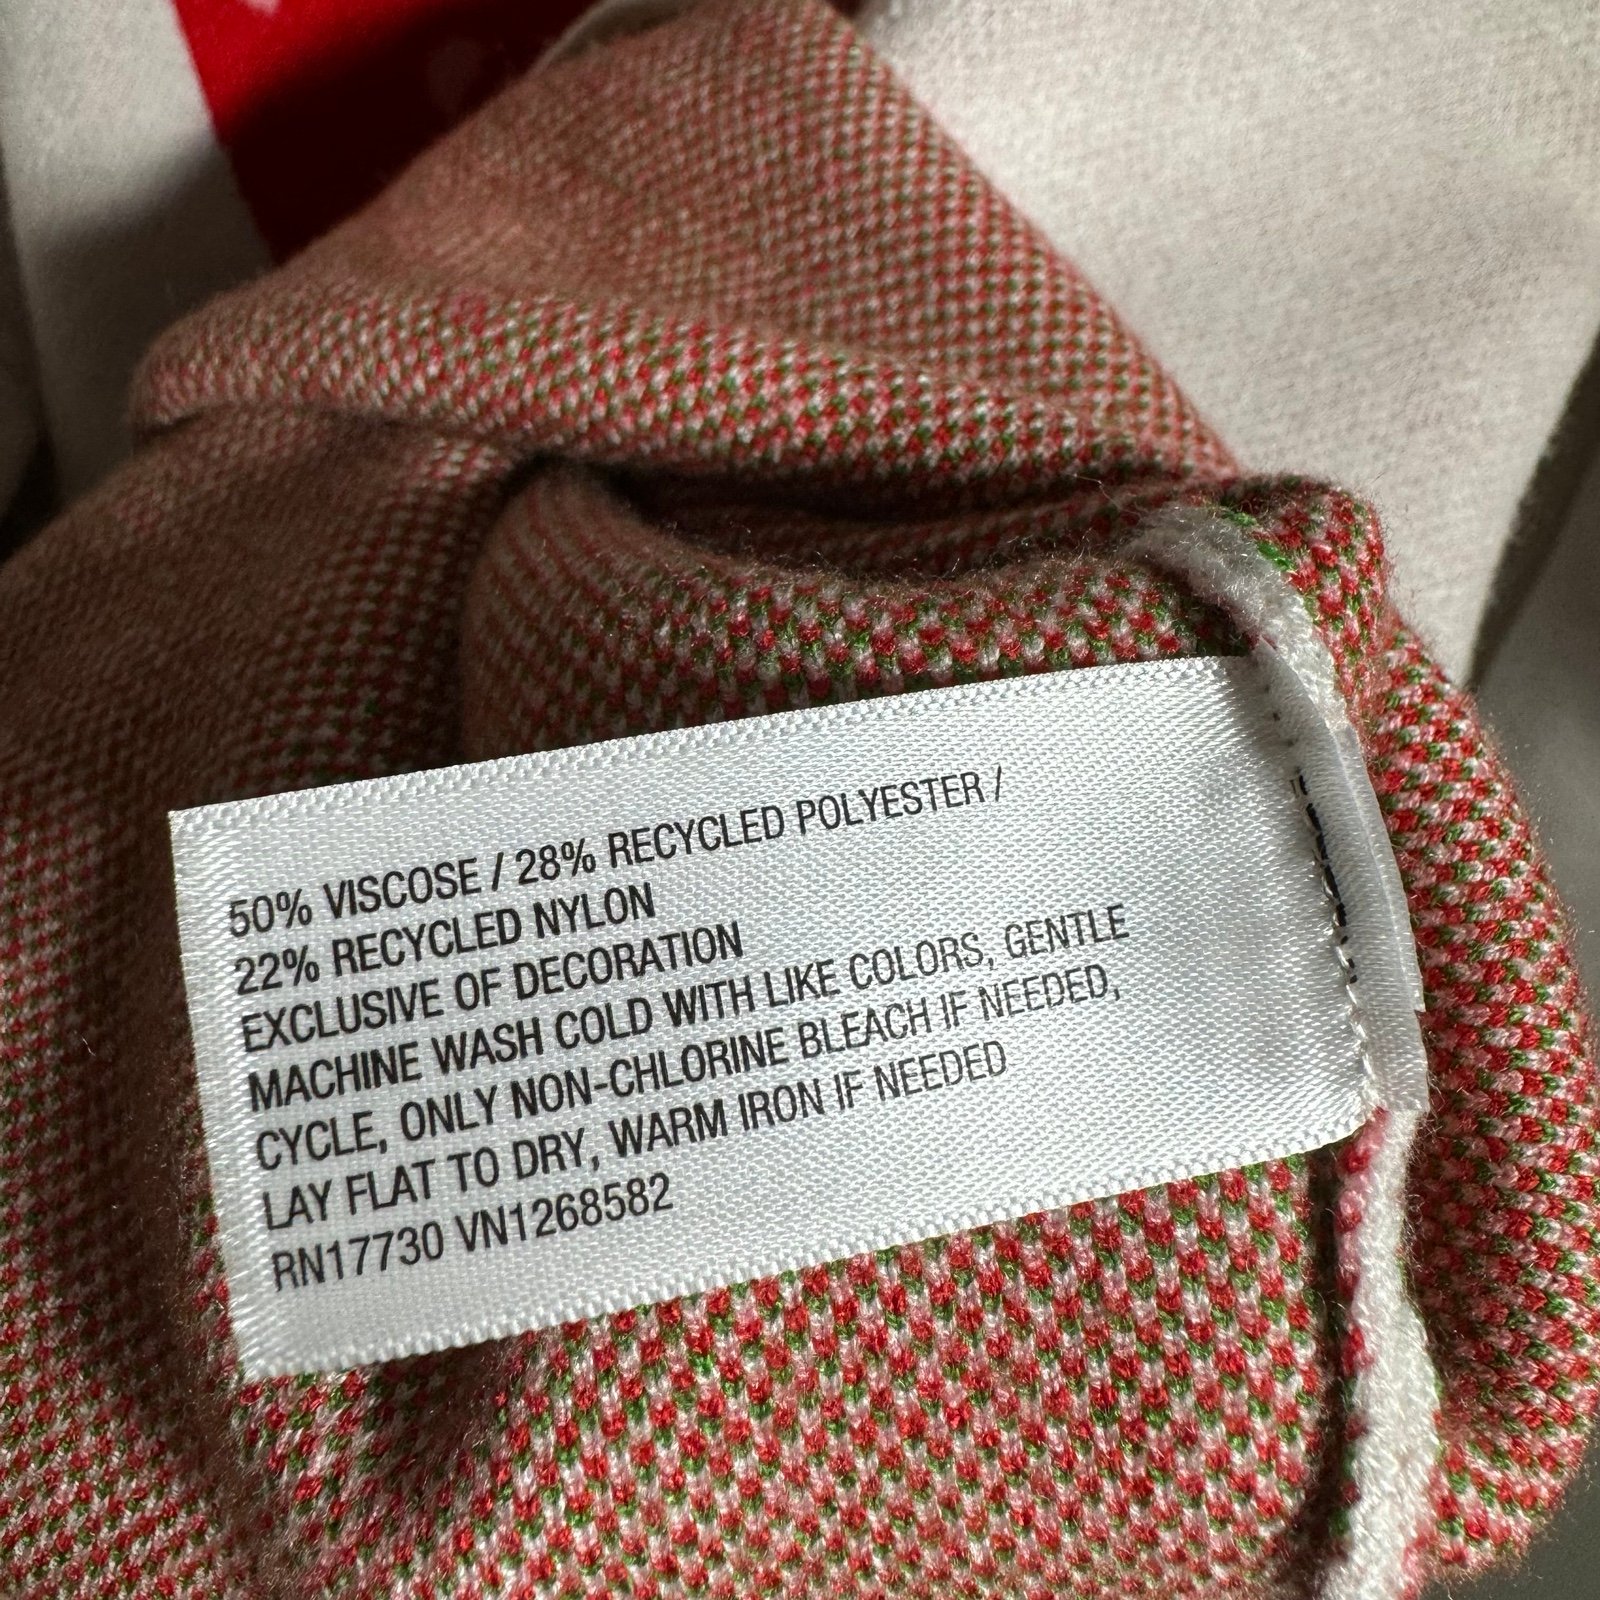 50% VISCOSE / 28% RECYCLED POLYESTER /
22% RECYCLED NYLON
EXCLUSIVE OF DECORATION
MACHINE WASH COLD WITH LIKE COLORS, GENTLE
CYCLE, ONLY NON-CHLORINE BLEACH IF NEEDED,
LAY FLAT TO DRY, WARM IRON IF NEEDED
RN17730 VN1268582